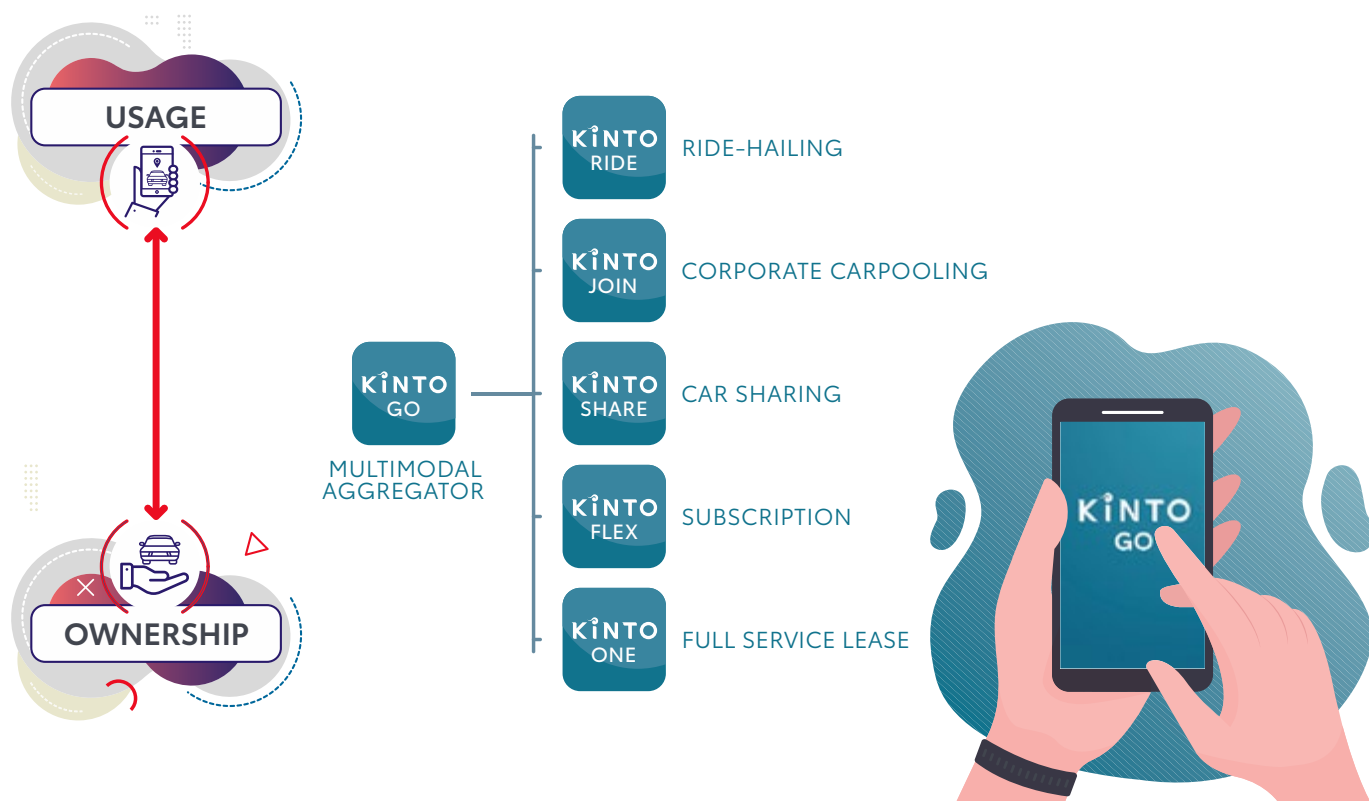 USAGE
KINTO
RIDE
RIDE-HAILING
KINTO
JOIN
CORPORATE CARPOOLING
KINTO
GO
MULTIMODAL
AGGREGATOR
KINTO
SHARE
CAR SHARING
KINTO
FLEX
SUBSCRIPTION
KINTO
ONE
FULL SERVICE LEASE
OWNERSHIP
KINTO
GO